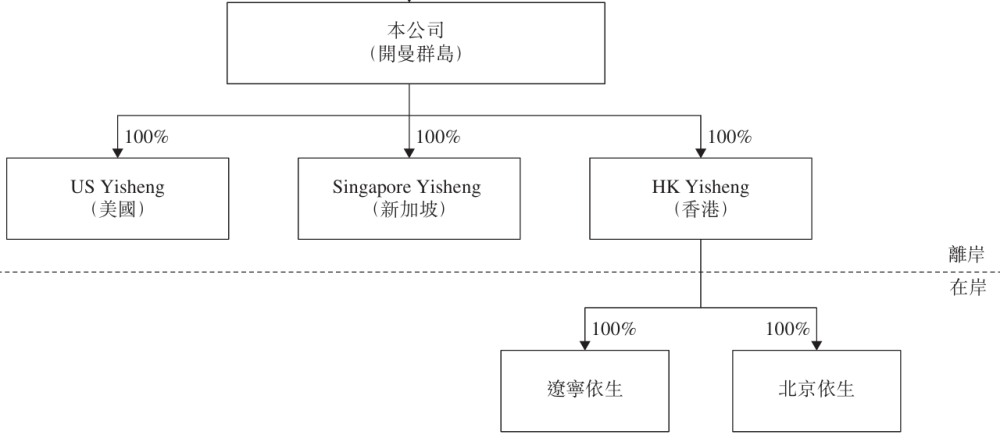 本公司
(開曼群島)
100%
100%
100%
US Yisheng
(美國)
Singapore Yisheng
(新加坡)
HK Yisheng
(香港)
離岸
在岸
100%
100%
遼寧依生
北京依生